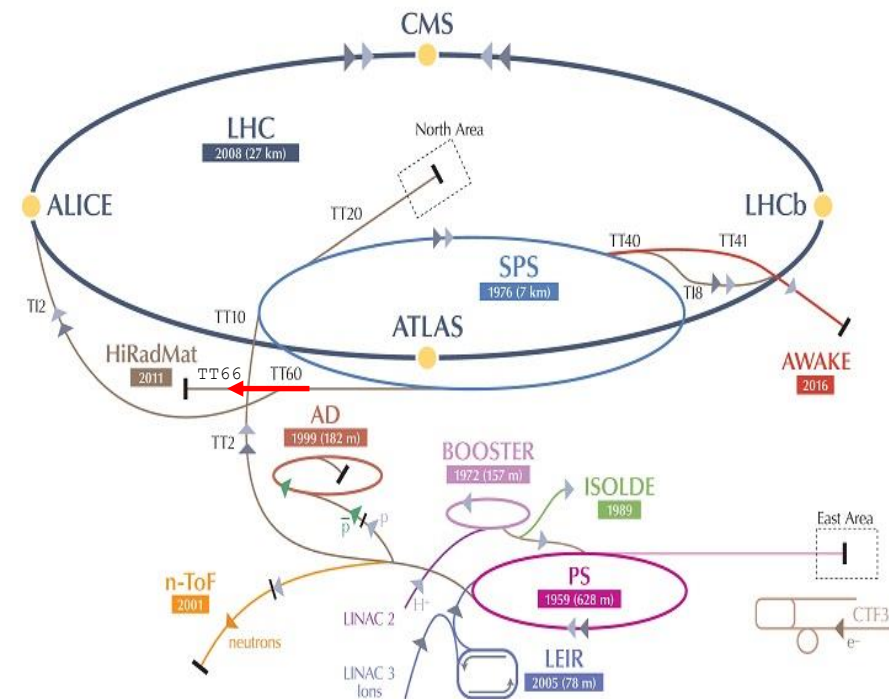 CMS
LHC
2008 (27 km)
North Area
ALICE
TT20
LHCb
TT40
TT41
SPS
1976 (7 km)
TI8
TI2
TT10
ATLAS
HiRadMat
2011
TT66
TT60
AWAKE
2016
AD
1999 (182 m)
TT2
BOOSTER
1972 (157 m)
ISOLDE
1989
p
p̅
East Area
n-ToF
2001
PS
1959 (628 m)
LINAC 2
H⁺
neutrons
CTF3
e⁻
LEIR
2005 (78 m)
LINAC 3
Ions